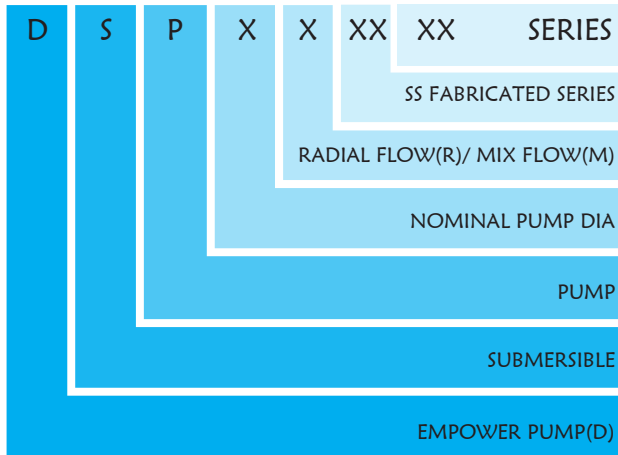 D S P X X XX XX SERIES
SS FABRICATED SERIES
RADIAL FLOW(R)/ MIX FLOW(M)
NOMINAL PUMP DIA
PUMP
SUBMERSIBLE
EMPOWER PUMP(D)